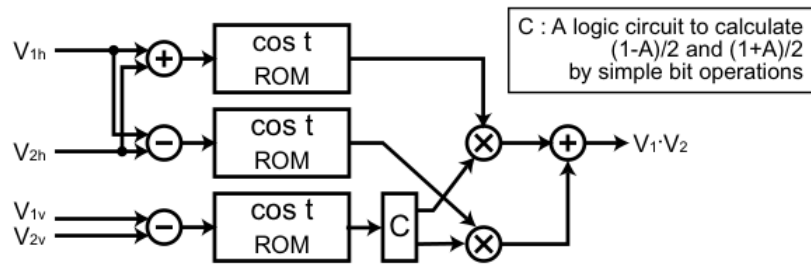 V1h
V2h
V1v
V2v
+
−
−
cos t
ROM
cos t
ROM
cos t
ROM
C
×
×
+
V1·V2
C : A logic circuit to calculate
(1-A)/2 and (1+A)/2
by simple bit operations